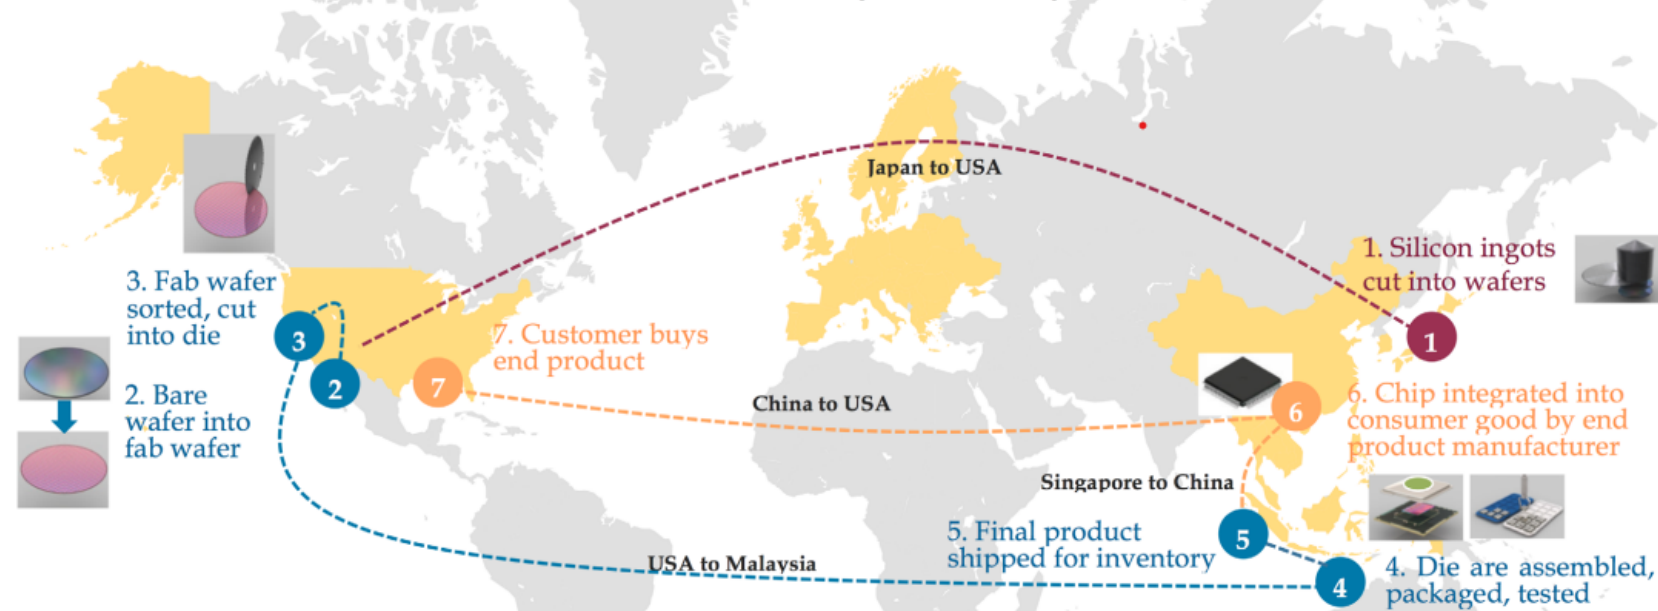 Japan to USA
1. Silicon ingots
cut into wafers
1
3. Fab wafer
sorted, cut
into die
3
2
2. Bare
wafer into
fab wafer
7. Customer buys
end product
7
China to USA
6
6. Chip integrated into
consumer good by end
product manufacturer
Singapore to China
5. Final product
shipped for inventory
5
USA to Malaysia
4
4. Die are assembled,
packaged, tested